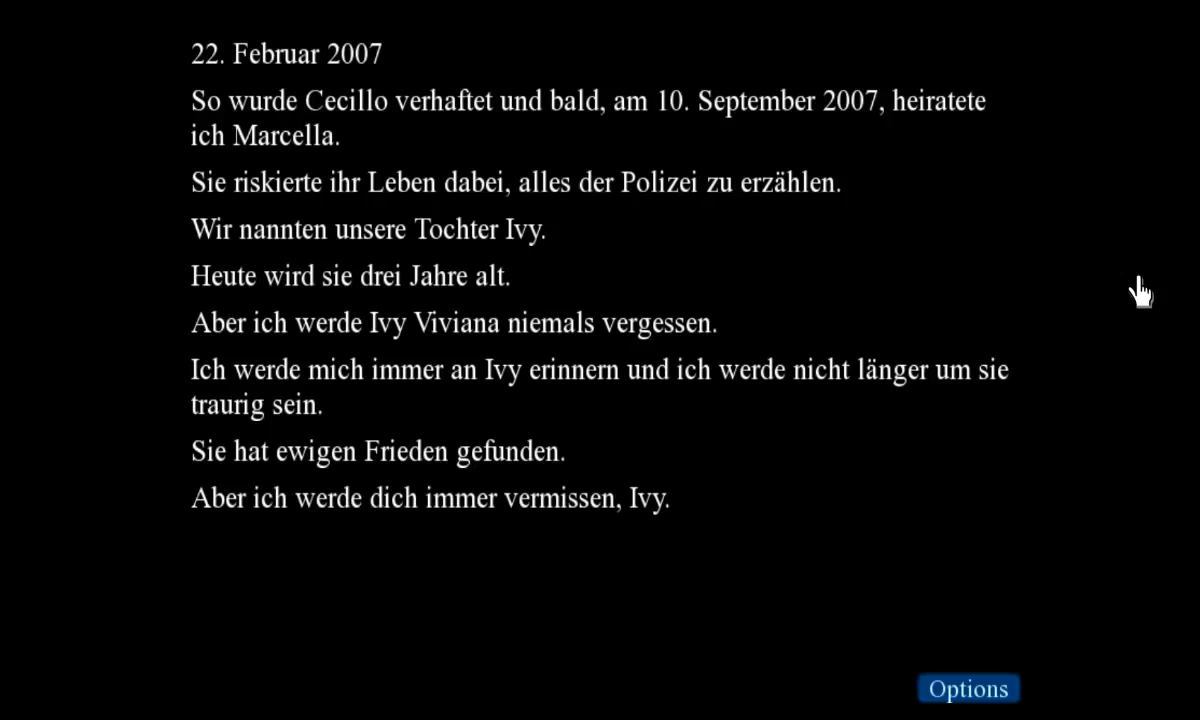 22. Februar 2007
So wurde Cecillo verhaftet und bald, am 10. September 2007, heiratete
ich Marcella.
Sie riskierte ihr Leben dabei, alles der Polizei zu erzählen.
Wir nannten unsere Tochter Ivy.
Heute wird sie drei Jahre alt.
Aber ich werde Ivy Viviana niemals vergessen.
Ich werde mich immer an Ivy erinnern und ich werde nicht länger um sie
traurig sein.
Sie hat ewigen Frieden gefunden.
Aber ich werde dich immer vermissen, Ivy.
Options